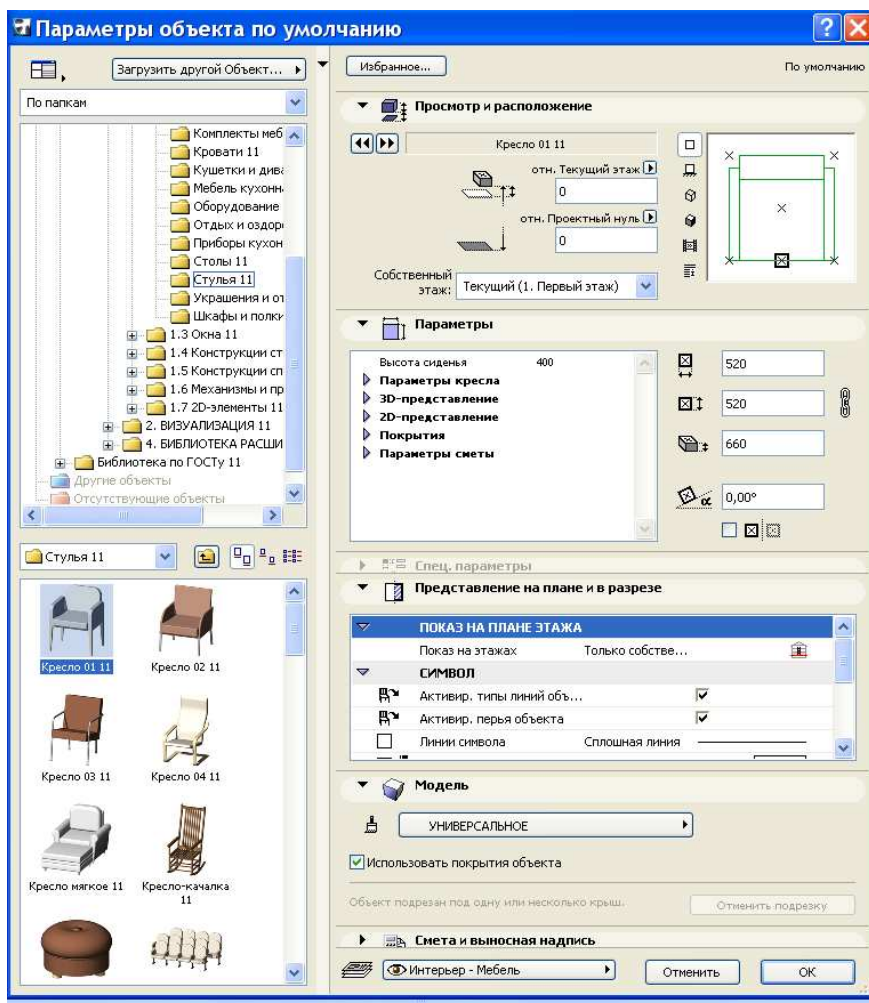 Параметры объекта по умолчанию
Загрузить другой Объект...
По папкам
Комплекты меб
Кровати 11
Кушетки и дива
Мебель кухонн
Оборудование
Отдых и оздоро
Приборы кухон
Столы 11
Стулья 11
Украшения и от
Шкафы и полки
1.3 Окна 11
1.4 Конструкции ст
1.5 Конструкции сп
1.6 Механизмы и пр
1.7 2D-элементы 11
2. ВИЗУАЛИЗАЦИЯ 11
4. БИБЛИОТЕКА РАСШИ
Библиотека по ГОСТу 11
Другие объекты
Отсутствующие объекты
Стулья 11
Кресло 01 11
Кресло 02 11
Кресло 03 11
Кресло 04 11
Кресло мягкое 11
Кресло-качалка
11
Избранное...
По умолчанию
Просмотр и расположение
Кресло 01 11
отн. Текущий этаж
0
отн. Проектный нуль
0
Собственный
этаж:
Текущий (1. Первый этаж)
Параметры
Высота сиденья 400
Параметры кресла
3D-представление
2D-представление
Покрытия
Параметры сметы
520
520
660
α 0,00°
Спец. параметры
Представление на плане и в разрезе
ПОКАЗ НА ПЛАНЕ ЭТАЖА
Показ на этажах Только собстве...
СИМВОЛ
Активир. типы линий объ...
Активир. перья объекта
Линии символа Сплошная линия
Модель
УНИВЕРСАЛЬНОЕ
Использовать покрытия объекта
Объект подрезан под одну или несколько крыш.
Отменить подрезку
Смета и выносная надпись
Интерьер - Мебель
Отменить
OK